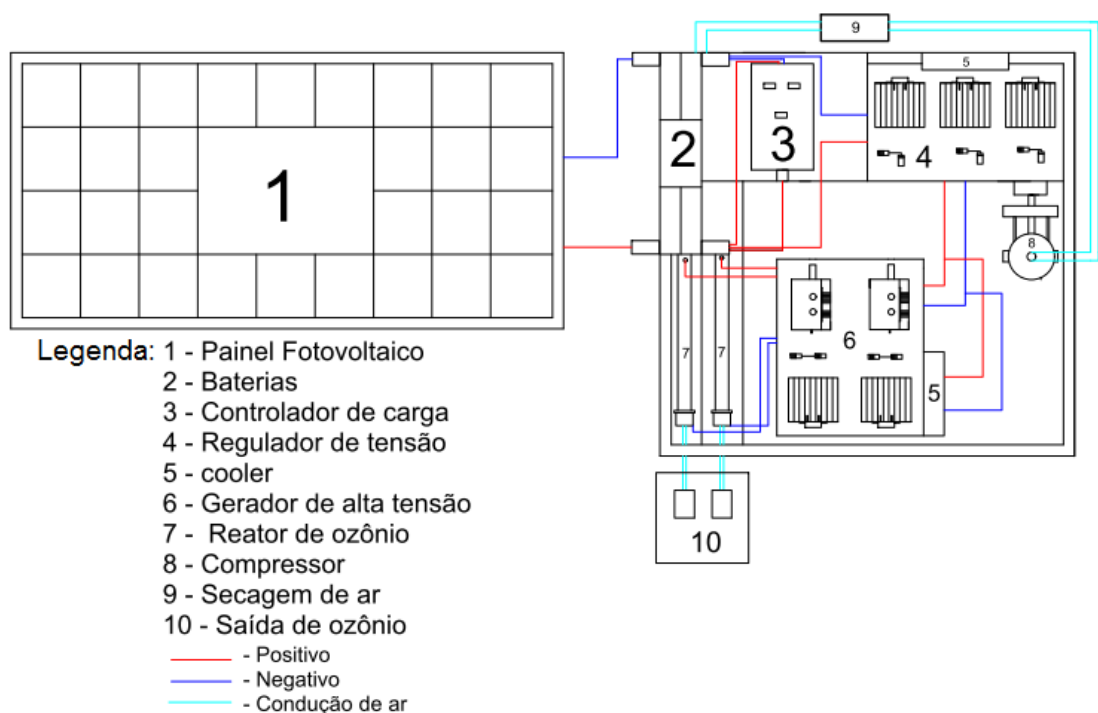 9
5
1
2
3
4
8
6
7
7
5
10
Legenda: 1 - Painel Fotovoltaico
2 - Baterias
3 - Controlador de carga
4 - Regulador de tensão
5 - cooler
6 - Gerador de alta tensão
7 - Reator de ozônio
8 - Compressor
9 - Secagem de ar
10 - Saída de ozônio
- Positivo
- Negativo
- Condução de ar